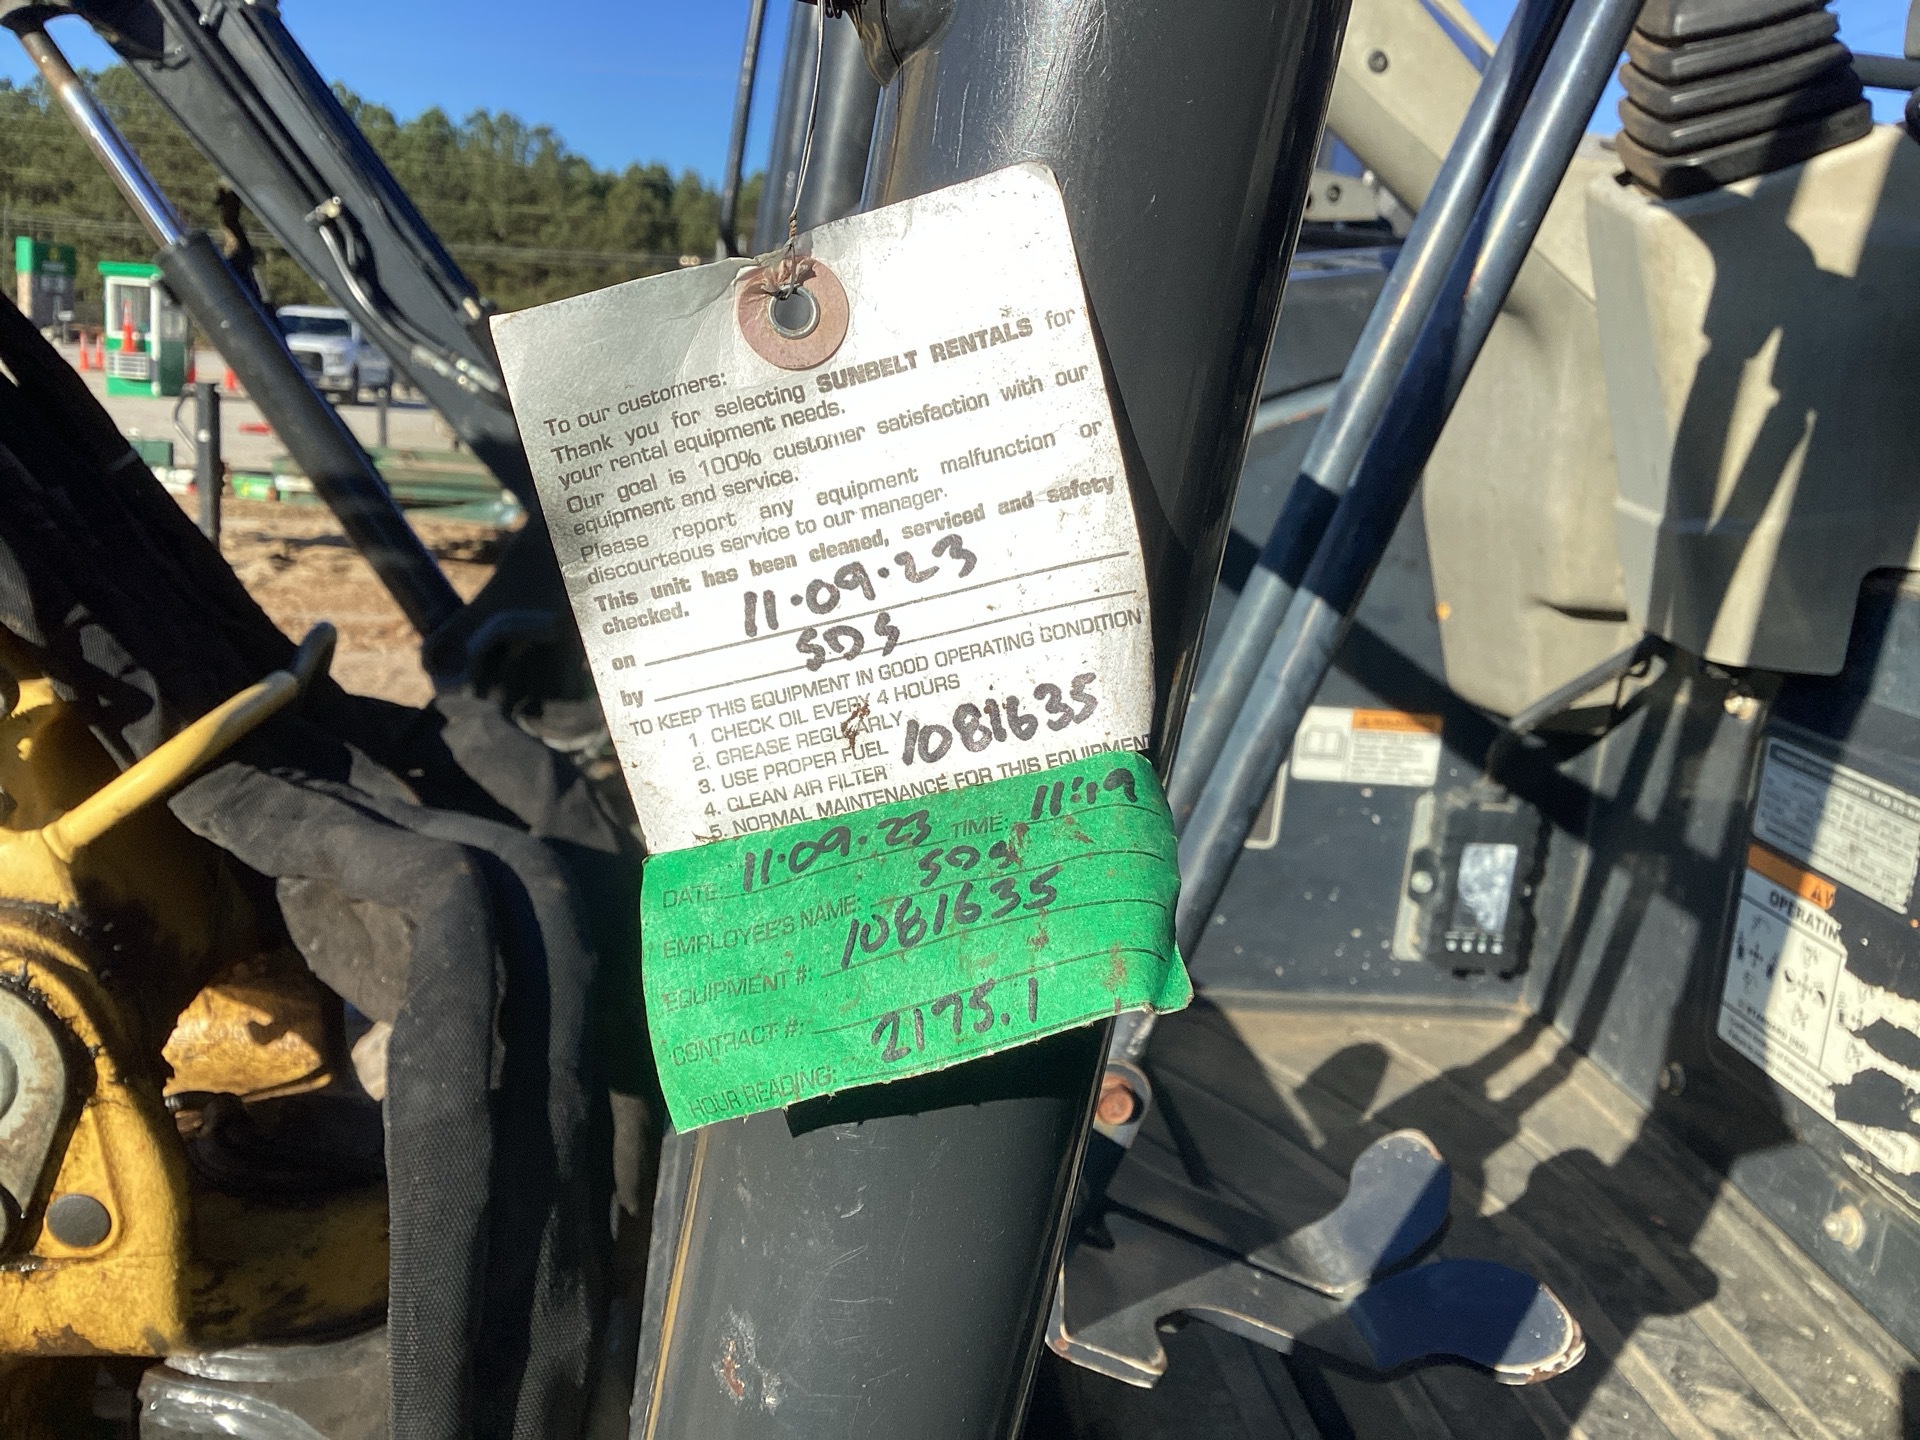 To our customers:
Thank you for selecting SUNBELT RENTALS for
your rental equipment needs.
Our goal is 100% customer satisfaction with our
equipment and service.
Please report any equipment malfunction or
discourteous service to our manager.
This unit has been cleaned, serviced and safety
checked.
on 11·09·23
by SDS
TO KEEP THIS EQUIPMENT IN GOOD OPERATING CONDITION
1. CHECK OIL EVERY 4 HOURS
2. GREASE REGULARLY
3. USE PROPER FUEL 1081635
4. CLEAN AIR FILTER
5. NORMAL MAINTENANCE FOR THIS EQUIPMENT
DATE: 11·09·23 TIME: 11:19
EMPLOYEE'S NAME: SDS
EQUIPMENT #: 1081635
CONTRACT #:
HOUR READING: 2175.1
OPERATIN